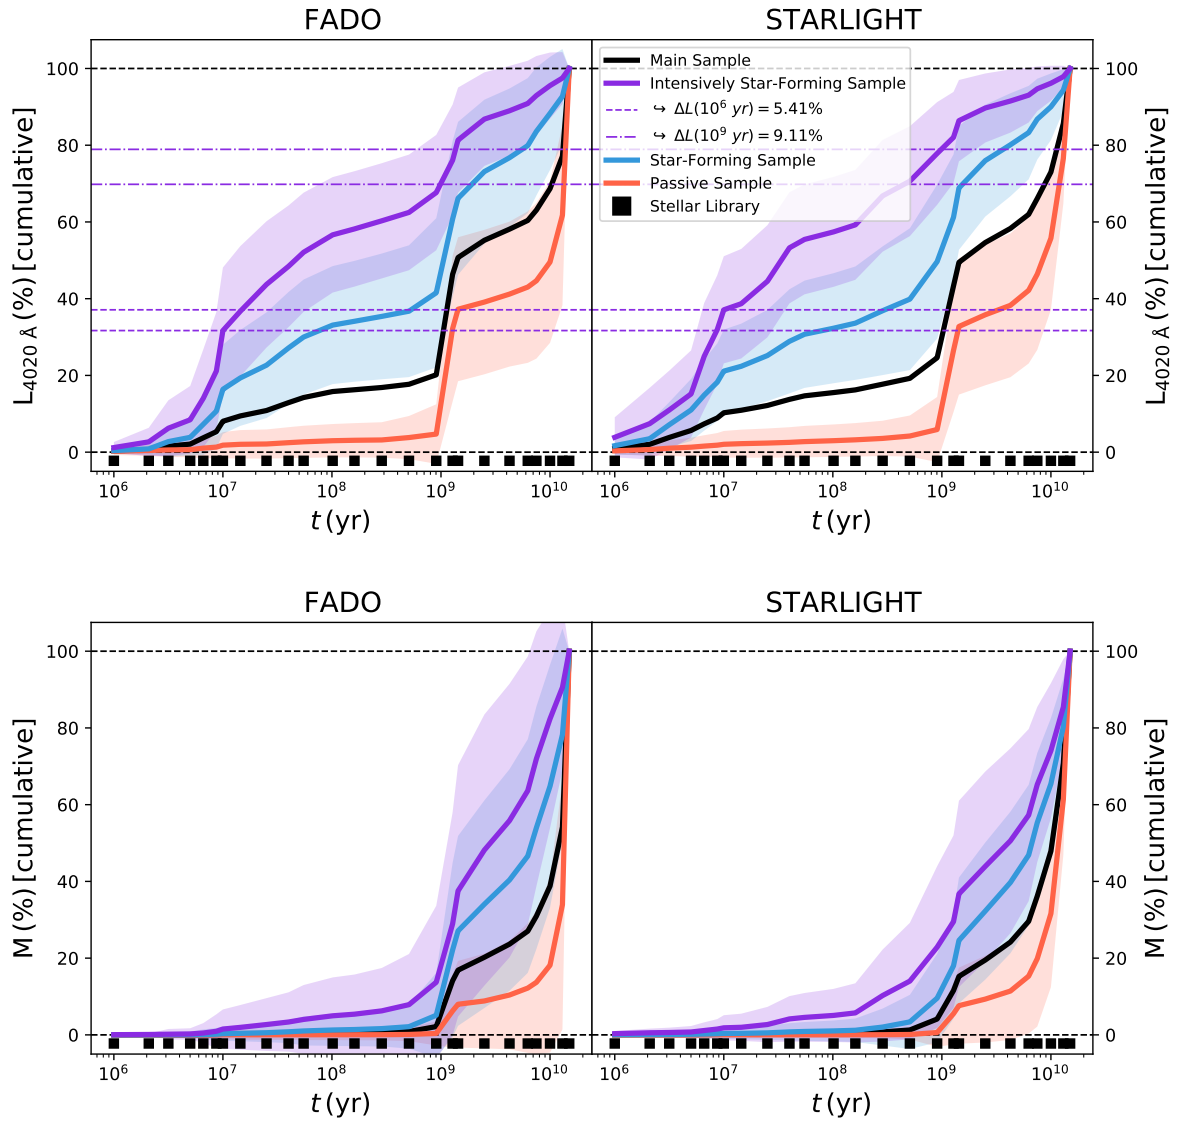 FADO
STARLIGHT
L4020 Å (%) [cumulative]
100
80
60
40
20
0
Main Sample
Intensively Star-Forming Sample
↪ ΔL(10⁶ yr) = 5.41%
↪ ΔL(10⁹ yr) = 9.11%
Star-Forming Sample
Passive Sample
Stellar Library
100
80
60
40
20
0
L4020 Å (%) [cumulative]
10⁶ 10⁷ 10⁸ 10⁹ 10¹⁰
10⁶ 10⁷ 10⁸ 10⁹ 10¹⁰
t (yr)
t (yr)
FADO
STARLIGHT
M (%) [cumulative]
100
80
60
40
20
0
100
80
60
40
20
0
M (%) [cumulative]
10⁶ 10⁷ 10⁸ 10⁹ 10¹⁰
10⁶ 10⁷ 10⁸ 10⁹ 10¹⁰
t (yr)
t (yr)